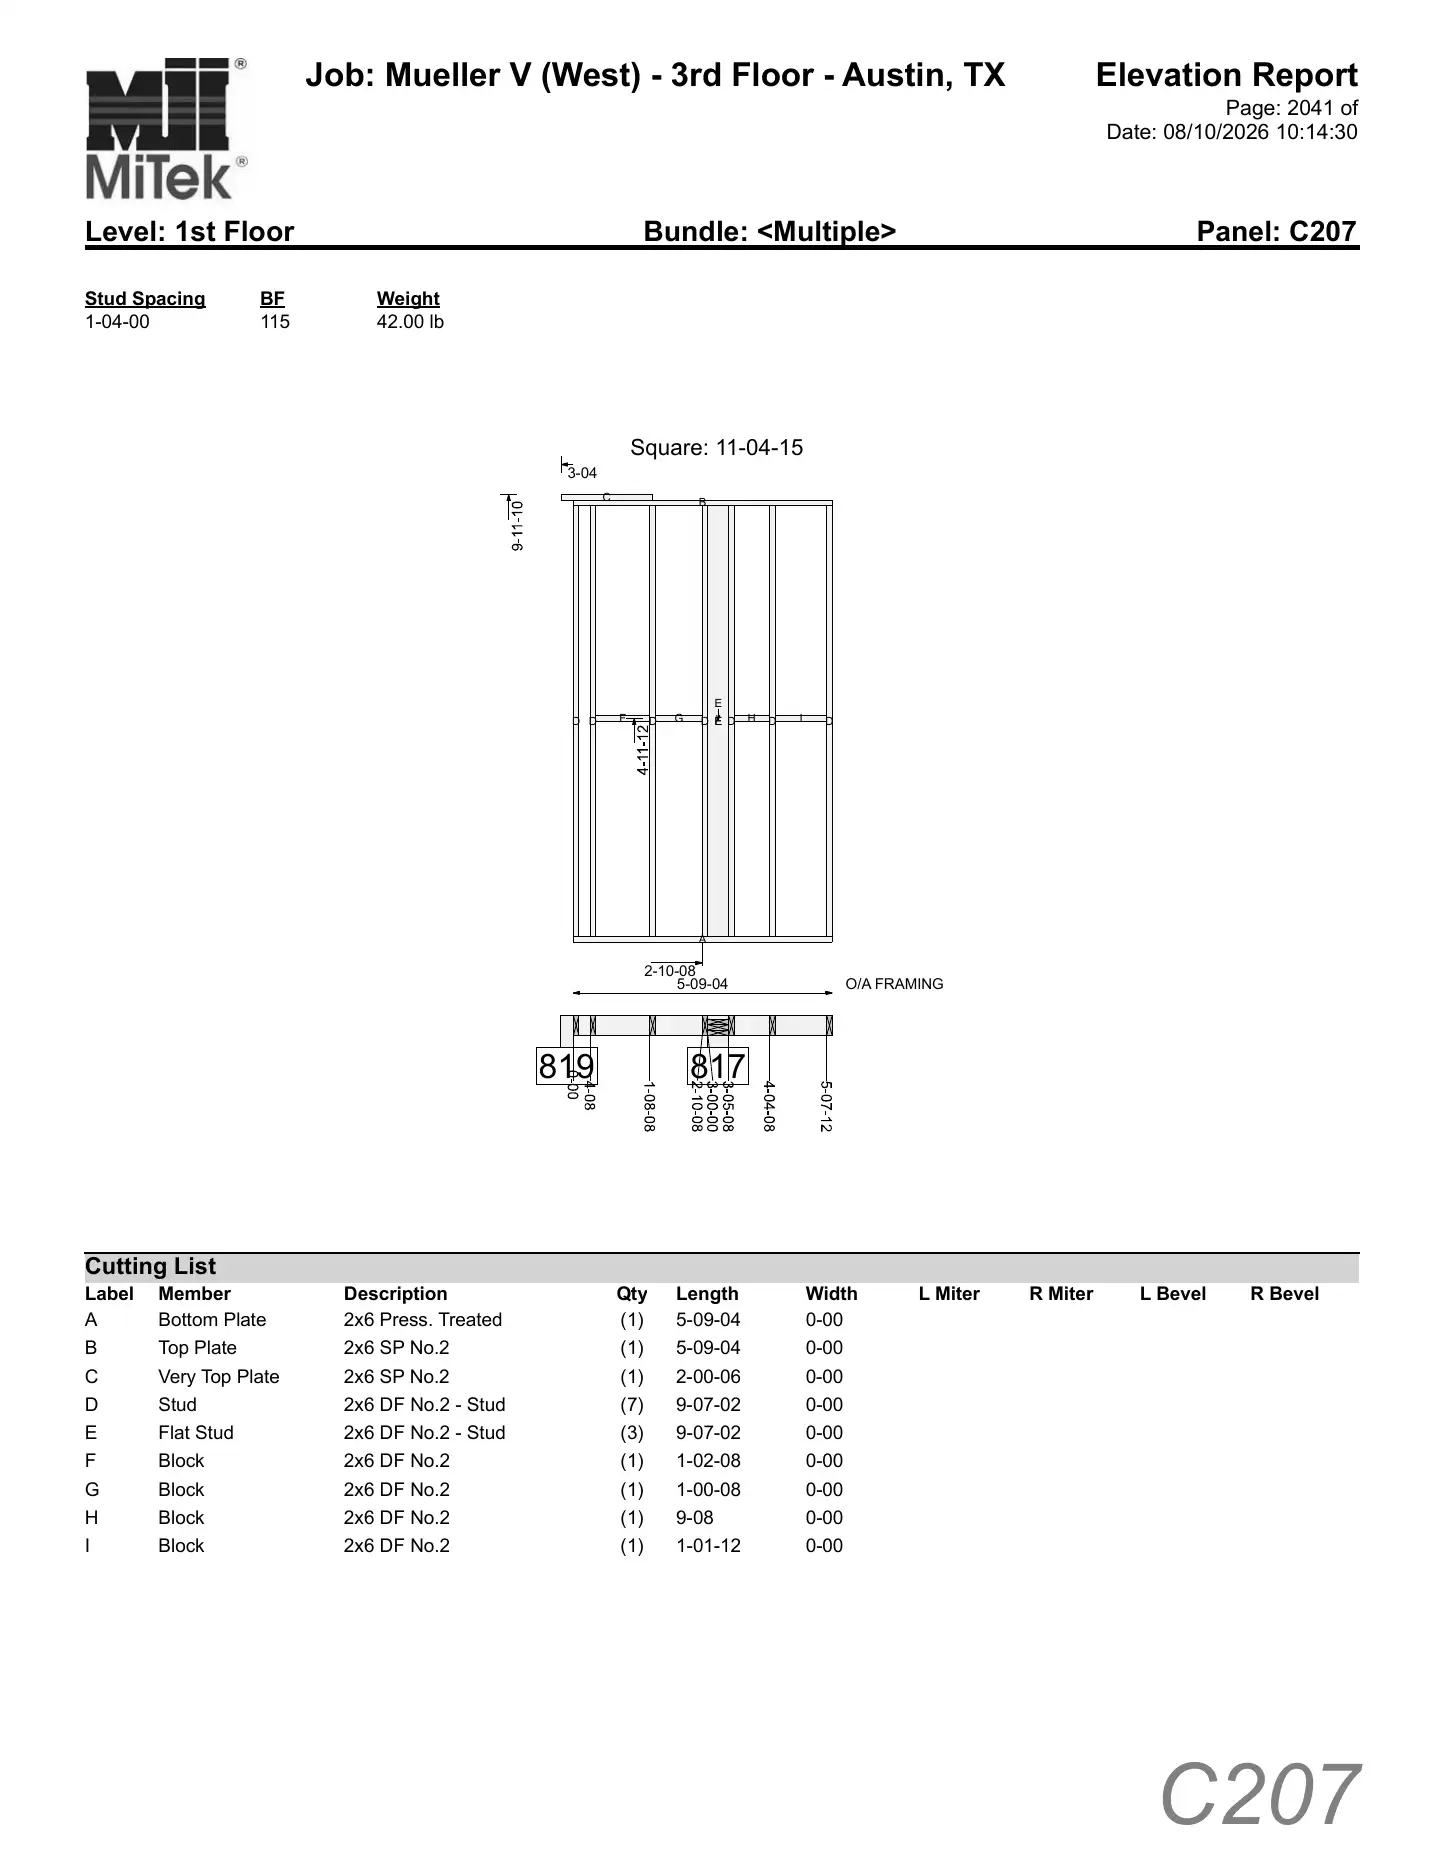 Job: Mueller V (West) - 3rd Floor - Austin, TX
Elevation Report
Page: 2041 of
Date: 08/10/2026 10:14:30
MiTek®
Level: 1st Floor Bundle: <Multiple> Panel: C207
Stud Spacing BF Weight
1-04-00 115 42.00 lb
Square: 11-04-15
3-04
C
B
9-11-10
E
F G E H I
4-11-12
A
2-10-08
5-09-04 O/A FRAMING
819 817
0-00 4-08 1-08-08 2-10-08 3-00-00 3-05-08 4-04-08 5-07-12
Cutting List
Label Member Description Qty Length Width L Miter R Miter L Bevel R Bevel
A Bottom Plate 2x6 Press. Treated (1) 5-09-04 0-00
B Top Plate 2x6 SP No.2 (1) 5-09-04 0-00
C Very Top Plate 2x6 SP No.2 (1) 2-00-06 0-00
D Stud 2x6 DF No.2 - Stud (7) 9-07-02 0-00
E Flat Stud 2x6 DF No.2 - Stud (3) 9-07-02 0-00
F Block 2x6 DF No.2 (1) 1-02-08 0-00
G Block 2x6 DF No.2 (1) 1-00-08 0-00
H Block 2x6 DF No.2 (1) 9-08 0-00
I Block 2x6 DF No.2 (1) 1-01-12 0-00
C207